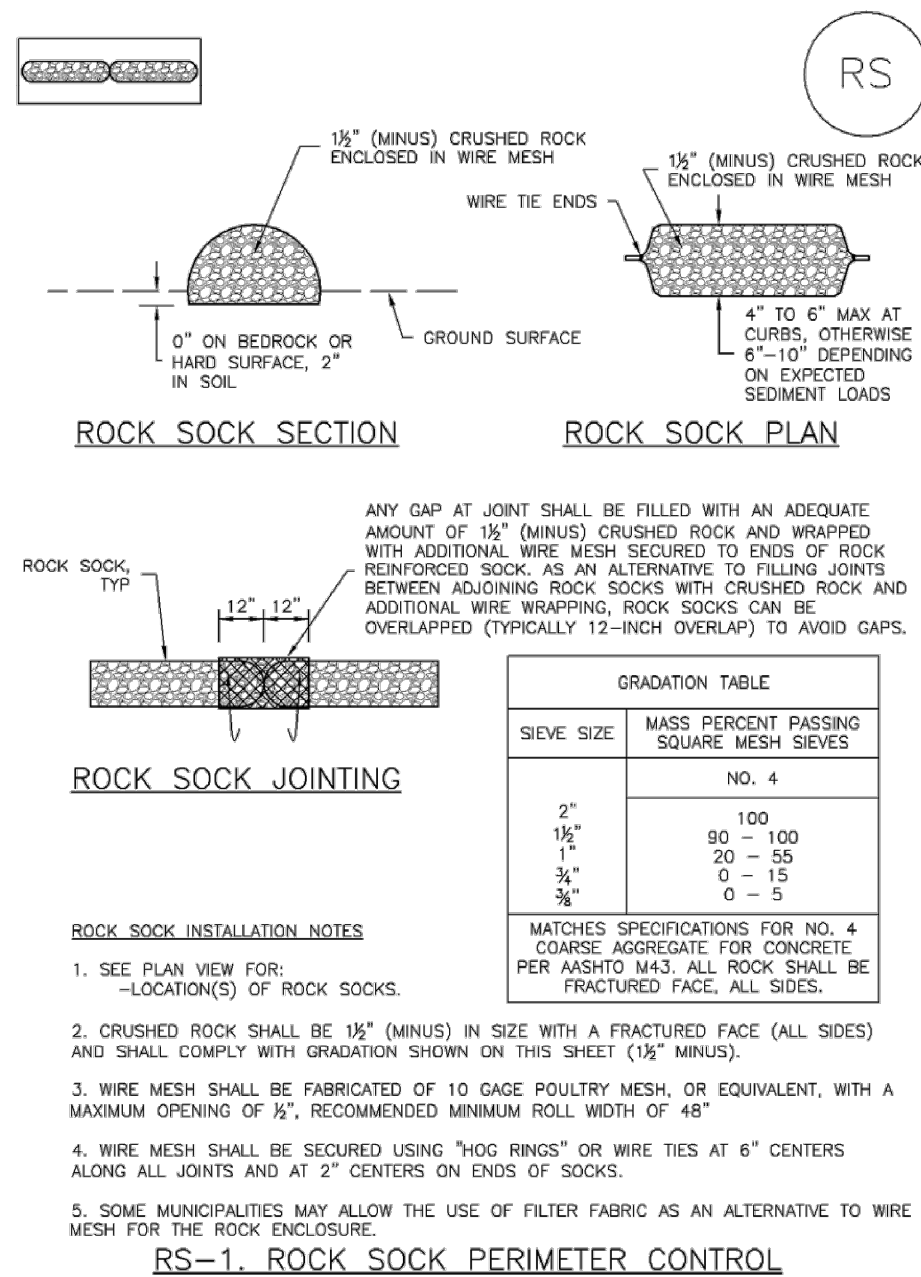 RS
1½" (MINUS) CRUSHED ROCK
ENCLOSED IN WIRE MESH
1½" (MINUS) CRUSHED ROCK
ENCLOSED IN WIRE MESH
WIRE TIE ENDS
GROUND SURFACE
0" ON BEDROCK OR
HARD SURFACE, 2"
IN SOIL
4" TO 6" MAX AT
CURBS, OTHERWISE
6"-10" DEPENDING
ON EXPECTED
SEDIMENT LOADS
ROCK SOCK SECTION
ROCK SOCK PLAN
ANY GAP AT JOINT SHALL BE FILLED WITH AN ADEQUATE
AMOUNT OF 1½" (MINUS) CRUSHED ROCK AND WRAPPED
WITH ADDITIONAL WIRE MESH SECURED TO ENDS OF ROCK
REINFORCED SOCK. AS AN ALTERNATIVE TO FILLING JOINTS
BETWEEN ADJOINING ROCK SOCKS WITH CRUSHED ROCK AND
ADDITIONAL WIRE WRAPPING, ROCK SOCKS CAN BE
OVERLAPPED (TYPICALLY 12-INCH OVERLAP) TO AVOID GAPS.
ROCK SOCK,
TYP
12" 12"
ROCK SOCK JOINTING
GRADATION TABLE
SIEVE SIZE
MASS PERCENT PASSING
SQUARE MESH SIEVES
NO. 4
2" 100
1½" 90 - 100
1" 20 - 55
¾" 0 - 15
⅜" 0 - 5
MATCHES SPECIFICATIONS FOR NO. 4
COARSE AGGREGATE FOR CONCRETE
PER AASHTO M43. ALL ROCK SHALL BE
FRACTURED FACE, ALL SIDES.
ROCK SOCK INSTALLATION NOTES
1. SEE PLAN VIEW FOR:
-LOCATION(S) OF ROCK SOCKS.
2. CRUSHED ROCK SHALL BE 1½" (MINUS) IN SIZE WITH A FRACTURED FACE (ALL SIDES)
AND SHALL COMPLY WITH GRADATION SHOWN ON THIS SHEET (1½" MINUS).
3. WIRE MESH SHALL BE FABRICATED OF 10 GAGE POULTRY MESH, OR EQUIVALENT, WITH A
MAXIMUM OPENING OF ½", RECOMMENDED MINIMUM ROLL WIDTH OF 48"
4. WIRE MESH SHALL BE SECURED USING "HOG RINGS" OR WIRE TIES AT 6" CENTERS
ALONG ALL JOINTS AND AT 2" CENTERS ON ENDS OF SOCKS.
5. SOME MUNICIPALITIES MAY ALLOW THE USE OF FILTER FABRIC AS AN ALTERNATIVE TO WIRE
MESH FOR THE ROCK ENCLOSURE.
RS-1. ROCK SOCK PERIMETER CONTROL